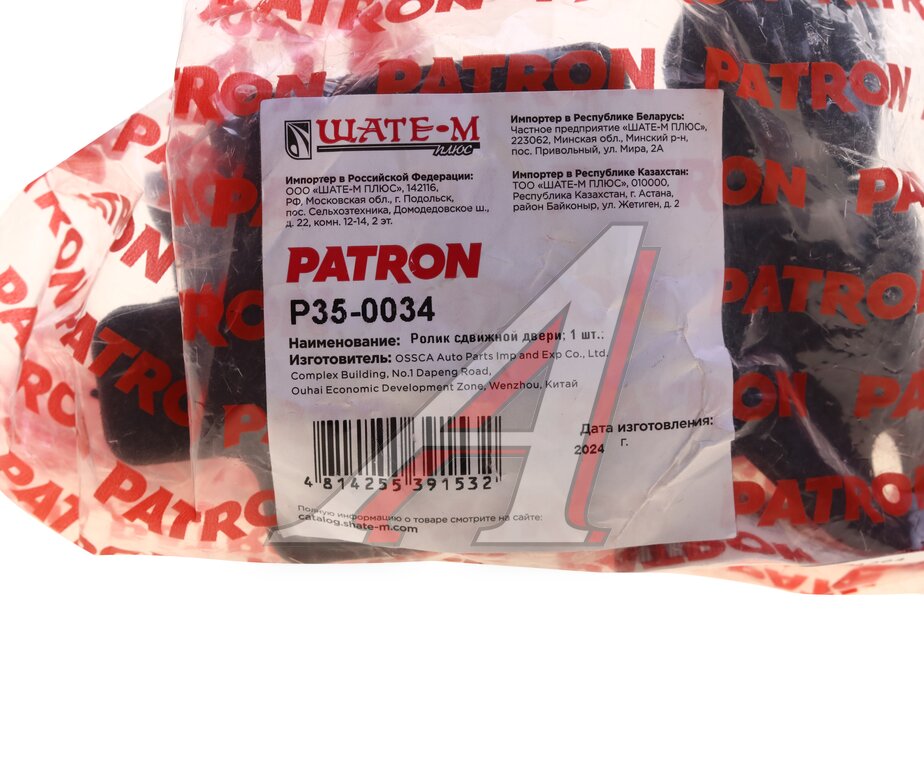 PATRON
PATRON
PATRON
PATRON
ШАТЕ-М
ПЛЮС
Импортер в Российской Федерации:
ООО «ШАТЕ-М ПЛЮС», 142116,
РФ, Московская обл., г. Подольск,
пос. Сельхозтехника, Домодедовское ш.,
д. 22, комн. 12-14, 2 эт.
Импортер в Республике Беларусь:
Частное предприятие «ШАТЕ-М ПЛЮС»,
223062, Минская обл., Минский р-н,
пос. Привольный, ул. Мира, 2А
Импортер в Республике Казахстан:
ТОО «ШАТЕ-М ПЛЮС», 010000,
Республика Казахстан, г. Астана,
район Байконыр, ул. Жетиген, д. 2
PATRON
P35-0034
Наименование: Ролик сдвижной двери; 1 шт.;
Изготовитель: OSSCA Auto Parts Imp and Exp Co., Ltd.
Complex Building, No.1 Dapeng Road,
Ouhai Economic Development Zone, Wenzhou, Китай
Дата изготовления:
2024 г.
4 814255 391532
Полную информацию о товаре смотрите на сайте:
catalog.shate-m.com
PATRON
PATRON